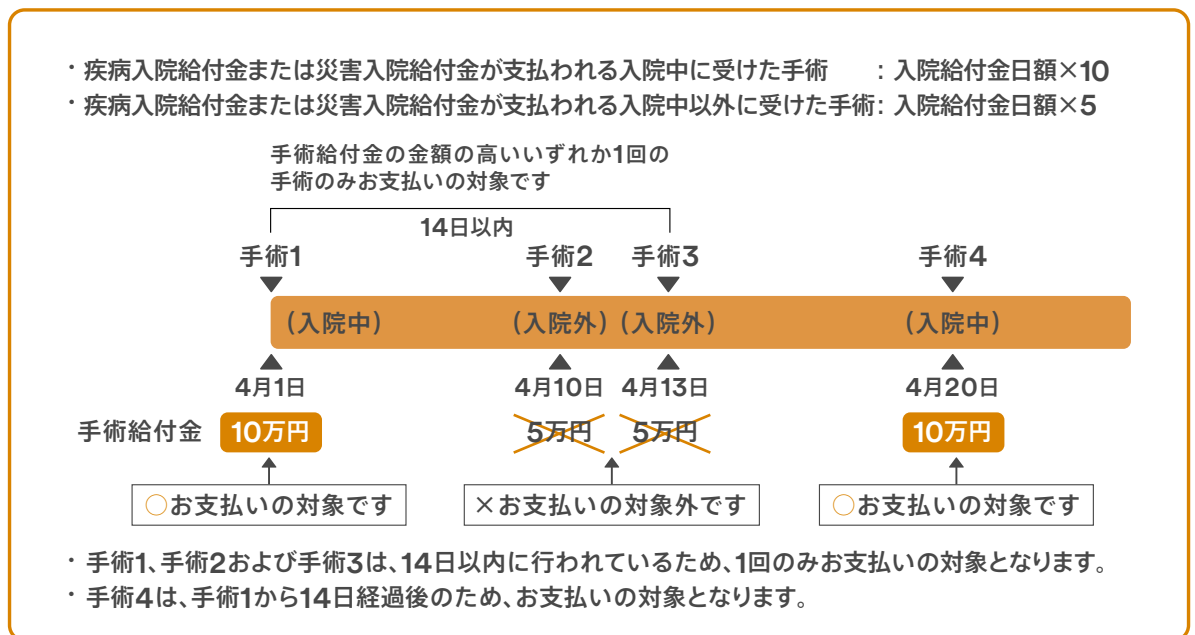 ・疾病入院給付金または災害入院給付金が支払われる入院中に受けた手術　：入院給付金日額×10
・疾病入院給付金または災害入院給付金が支払われる入院中以外に受けた手術：入院給付金日額×5
手術給付金の金額の高いいずれか1回の
手術のみお支払いの対象です
14日以内
手術1 手術2 手術3 手術4
（入院中） （入院外） （入院外） （入院中）
4月1日 4月10日 4月13日 4月20日
手術給付金 10万円 5万円 5万円 10万円
○お支払いの対象です ×お支払いの対象外です ○お支払いの対象です
・手術1、手術2および手術3は、14日以内に行われているため、1回のみお支払いの対象となります。
・手術4は、手術1から14日経過後のため、お支払いの対象となります。